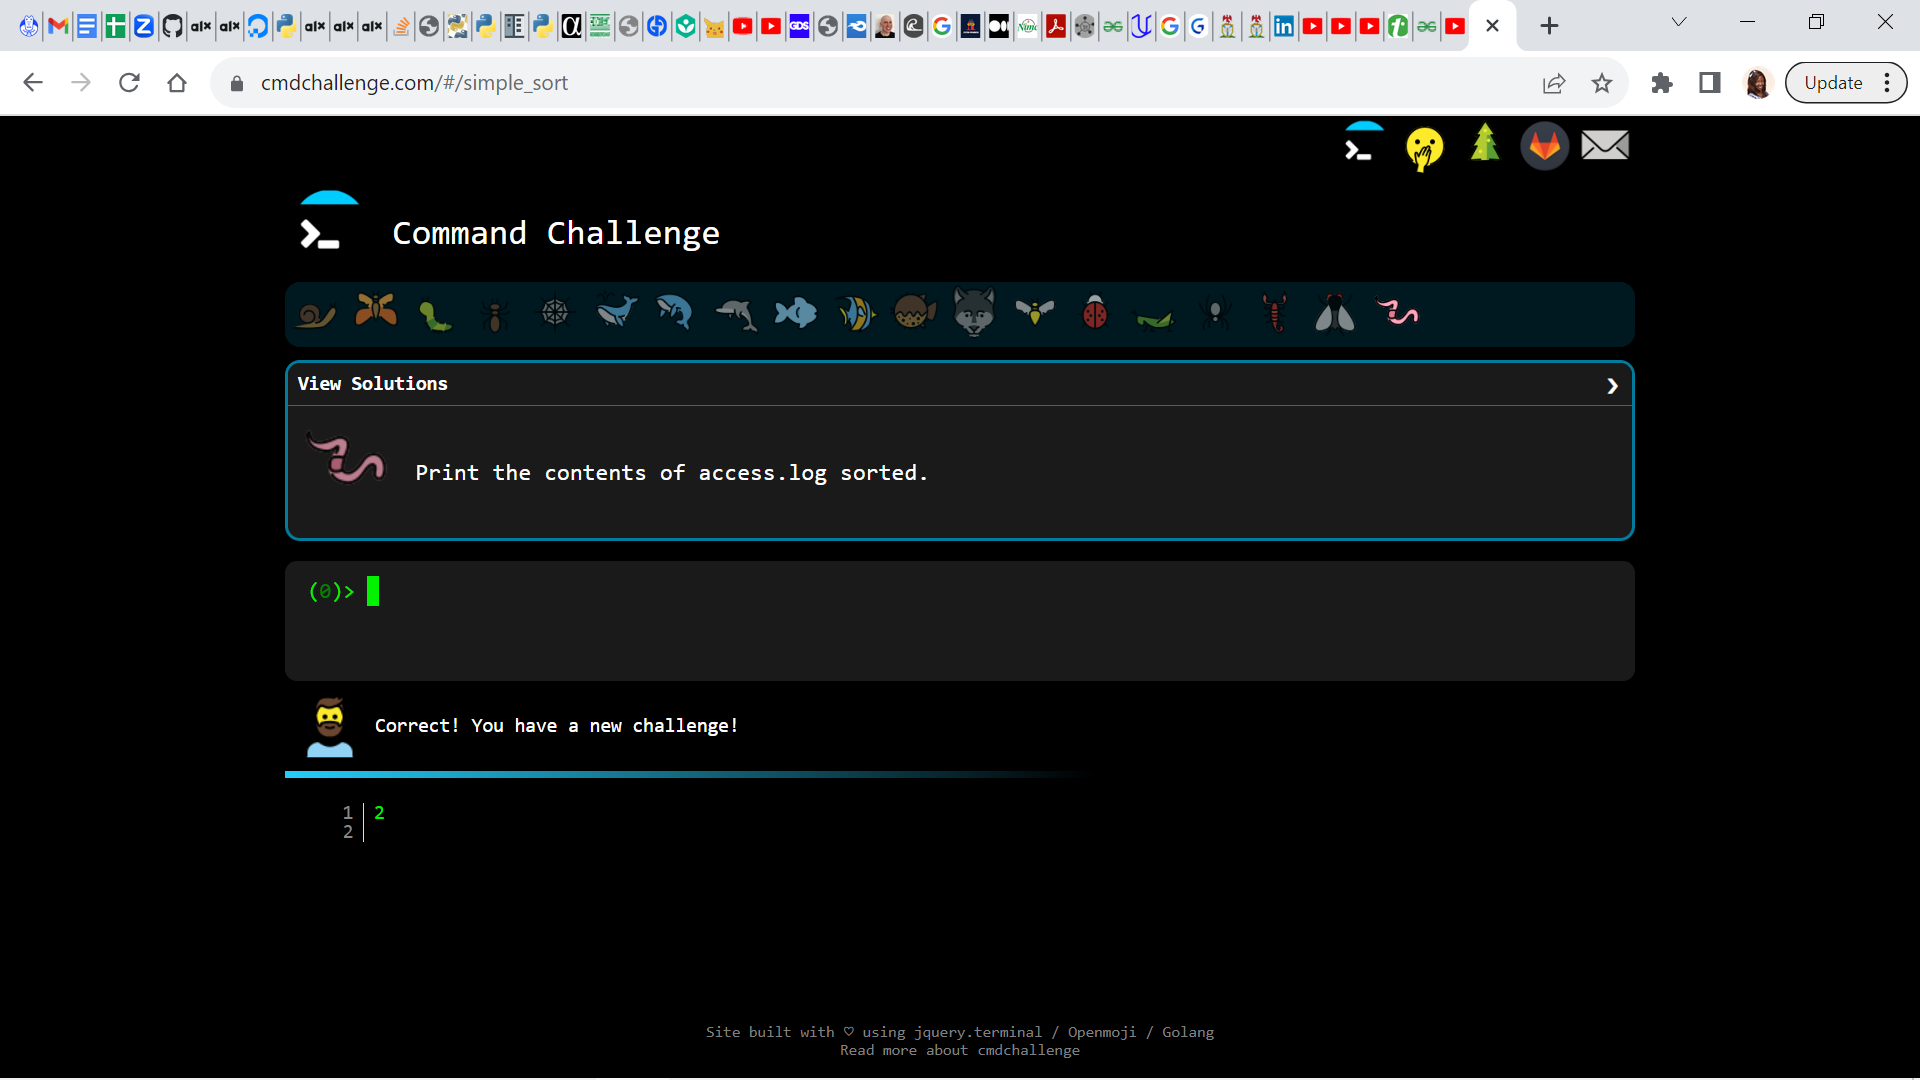 alx alx alx alx alx GDS
cmdchallenge.com/#/simple_sort
Update
Command Challenge
View Solutions
Print the contents of access.log sorted.
(0)>
Correct! You have a new challenge!
1 2
2
Site built with ♡ using jquery.terminal / Openmoji / Golang
Read more about cmdchallenge